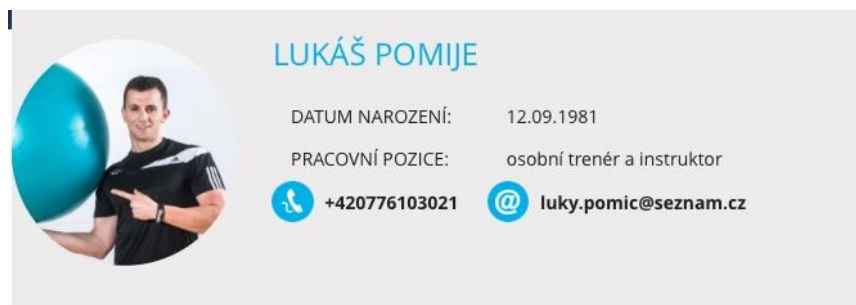 LUKÁŠ POMIJE
DATUM NAROZENÍ: 12.09.1981
PRACOVNÍ POZICE: osobní trenér a instruktor
+420776103021 @ luky.pomic@seznam.cz